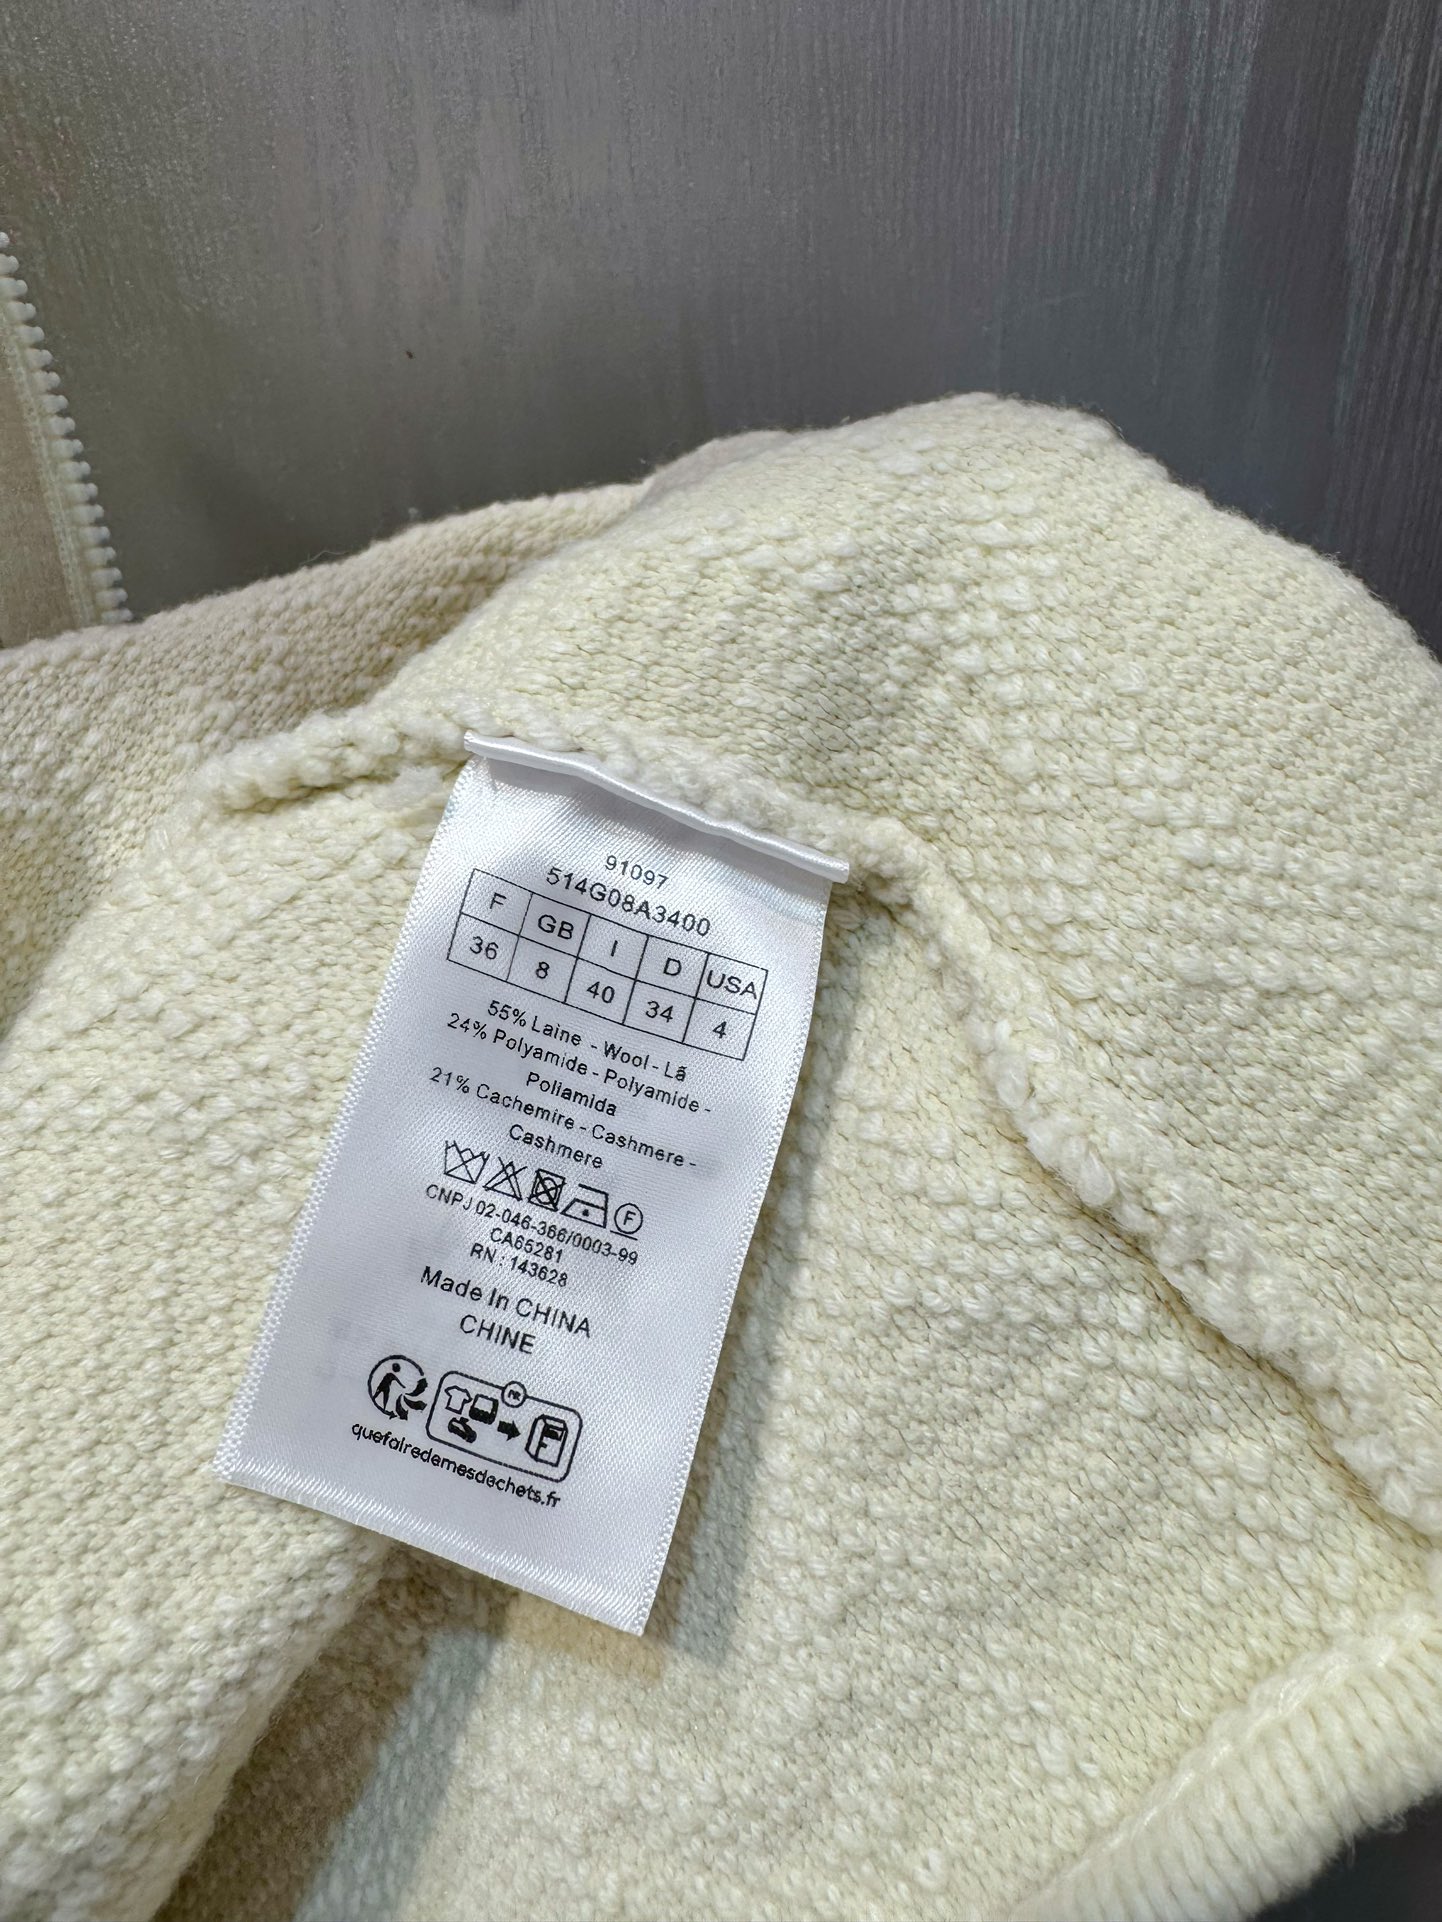 91097
514G08A3400
F GB I D USA
36 8 40 34 4
55% Laine - Wool - Lã
24% Polyamide - Polyamide -
Poliamida
21% Cachemire - Cashmere -
Cashmere
F
CNPJ 02-046-366/0003-99
CA65281
RN : 143628
Made In CHINA
CHINE
FR
quefairedemesdechets.fr